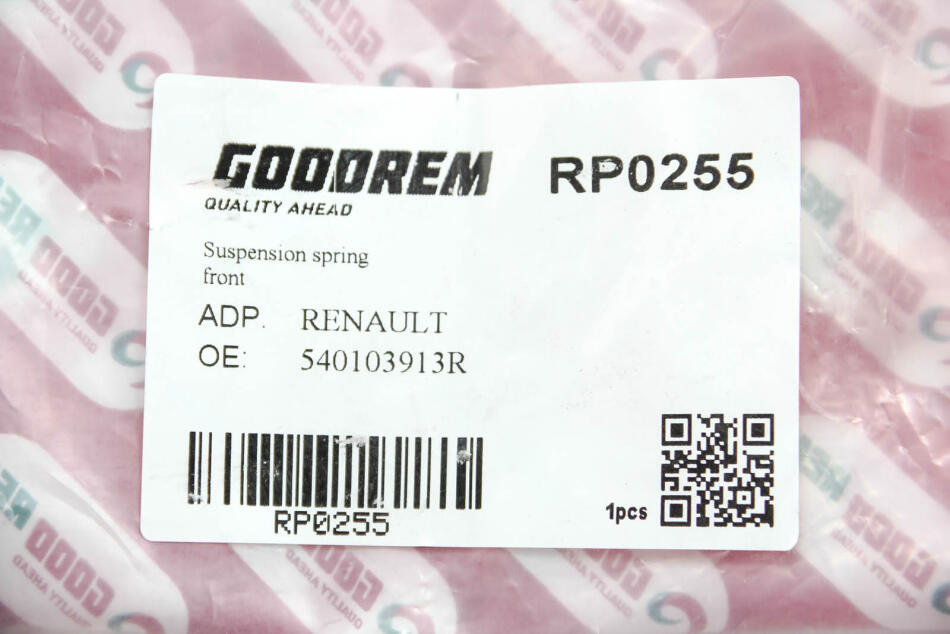 GOODREM
QUALITY AHEAD
RP0255
Suspension spring
front
ADP. RENAULT
OE: 540103913R
RP0255
1pcs